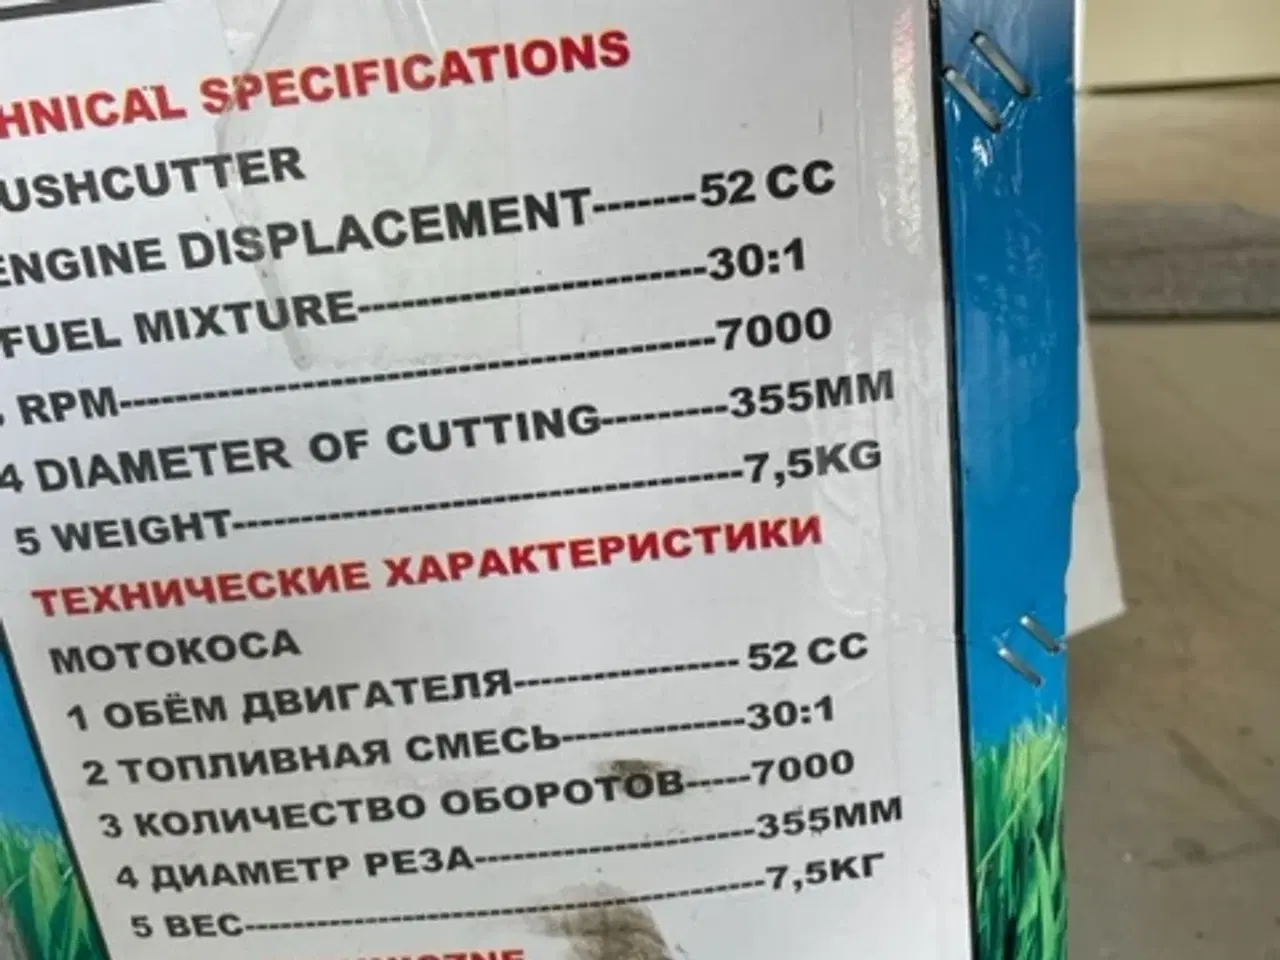 HNICAL SPECIFICATIONS
USHCUTTER
ENGINE DISPLACEMENT-------52 CC
FUEL MIXTURE------------------------30:1
RPM-----------------------------------------7000
4 DIAMETER OF CUTTING---------355MM
5 WEIGHT-----------------------------------7,5KG
ТЕХНИЧЕСКИЕ ХАРАКТЕРИСТИКИ
МОТОКОСА
1 ОБЪЁМ ДВИГАТЕЛЯ----------------- 52 CC
2 ТОПЛИВНАЯ СМЕСЬ-------------30:1
3 КОЛИЧЕСТВО ОБОРОТОВ-----7000
4 ДИАМЕТР РЕЗА----------------------355ММ
5 ВЕС------------------------------------------7,5КГ